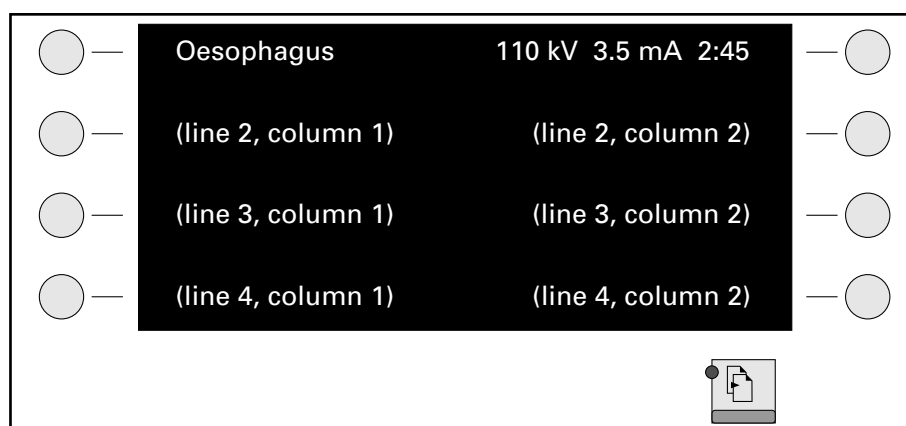 Oesophagus 110 kV 3.5 mA 2:45
(line 2, column 1) (line 2, column 2)
(line 3, column 1) (line 3, column 2)
(line 4, column 1) (line 4, column 2)